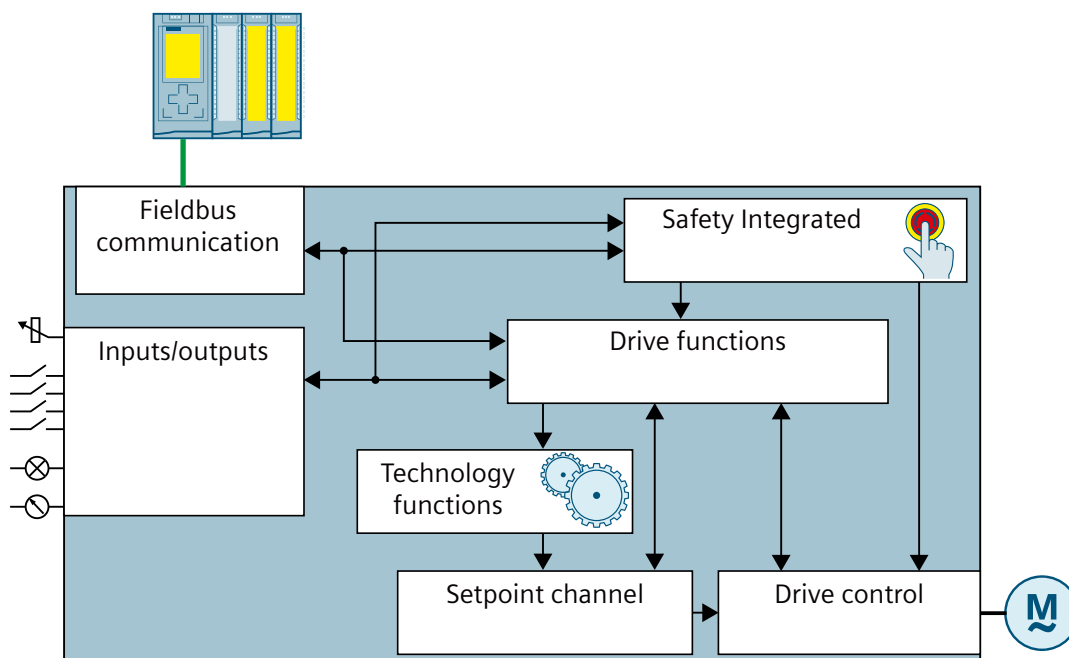 Fieldbus
communication
Safety Integrated
Inputs/outputs
Drive functions
Technology
functions
Setpoint channel
Drive control
M
~